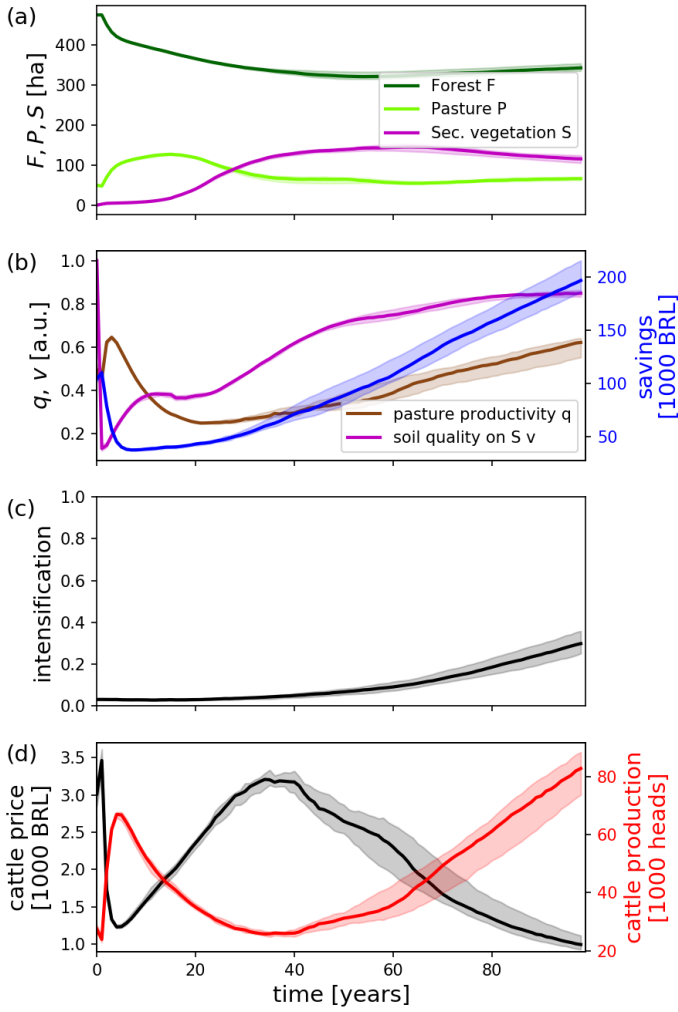 (a)
400
300
200
100
0
F, P, S [ha]
Forest F
Pasture P
Sec. vegetation S
(b)
1.0
0.8
0.6
0.4
0.2
q, v [a.u.]
200
150
100
50
savings
[1000 BRL]
pasture productivity q
soil quality on S v
(c)
1.0
0.8
0.6
0.4
0.2
0.0
intensification
(d)
3.5
3.0
2.5
2.0
1.5
1.0
cattle price
[1000 BRL]
80
60
40
20
cattle production
[1000 heads]
0 20 40 60 80
time [years]